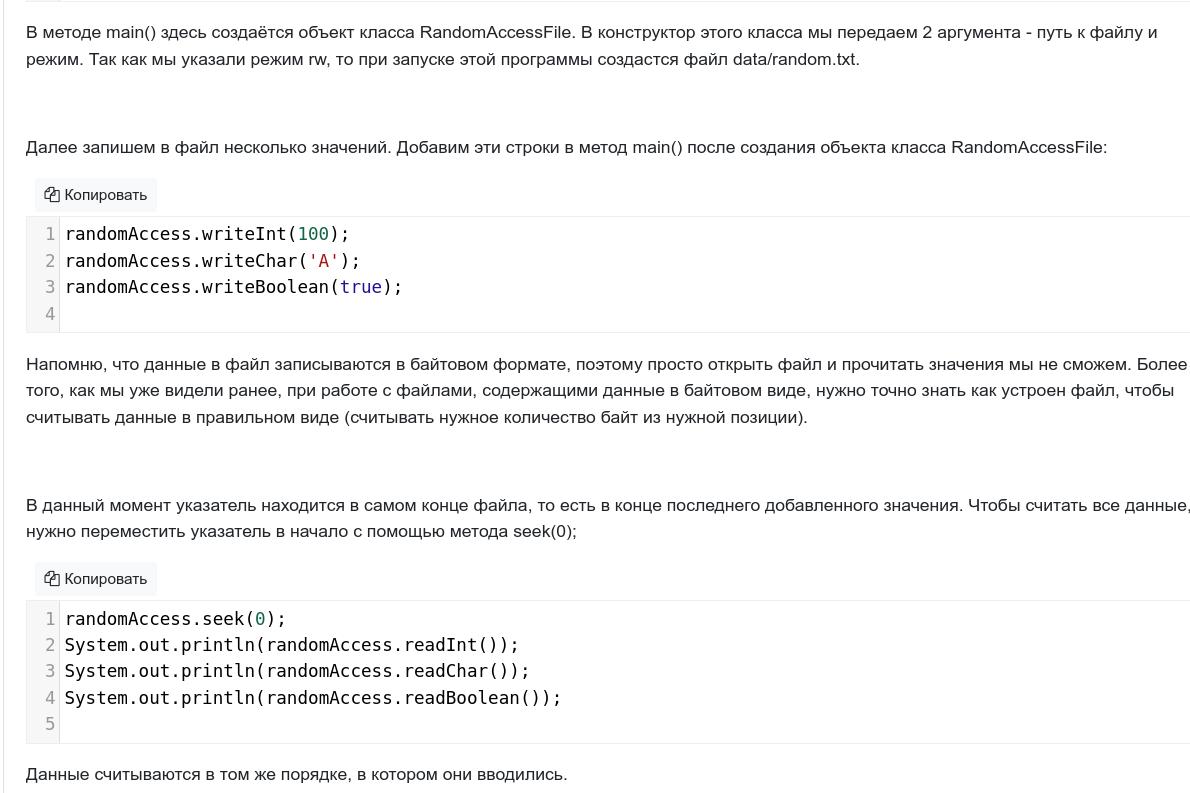 В методе main() здесь создаётся объект класса RandomAccessFile. В конструктор этого класса мы передаем 2 аргумента - путь к файлу и
режим. Так как мы указали режим rw, то при запуске этой программы создастся файл data/random.txt.
Далее запишем в файл несколько значений. Добавим эти строки в метод main() после создания объекта класса RandomAccessFile:
Копировать
1 randomAccess.writeInt(100);
2 randomAccess.writeChar('A');
3 randomAccess.writeBoolean(true);
4
Напомню, что данные в файл записываются в байтовом формате, поэтому просто открыть файл и прочитать значения мы не сможем. Более
того, как мы уже видели ранее, при работе с файлами, содержащими данные в байтовом виде, нужно точно знать как устроен файл, чтобы
считывать данные в правильном виде (считывать нужное количество байт из нужной позиции).
В данный момент указатель находится в самом конце файла, то есть в конце последнего добавленного значения. Чтобы считать все данные,
нужно переместить указатель в начало с помощью метода seek(0);
Копировать
1 randomAccess.seek(0);
2 System.out.println(randomAccess.readInt());
3 System.out.println(randomAccess.readChar());
4 System.out.println(randomAccess.readBoolean());
5
Данные считываются в том же порядке, в котором они вводились.